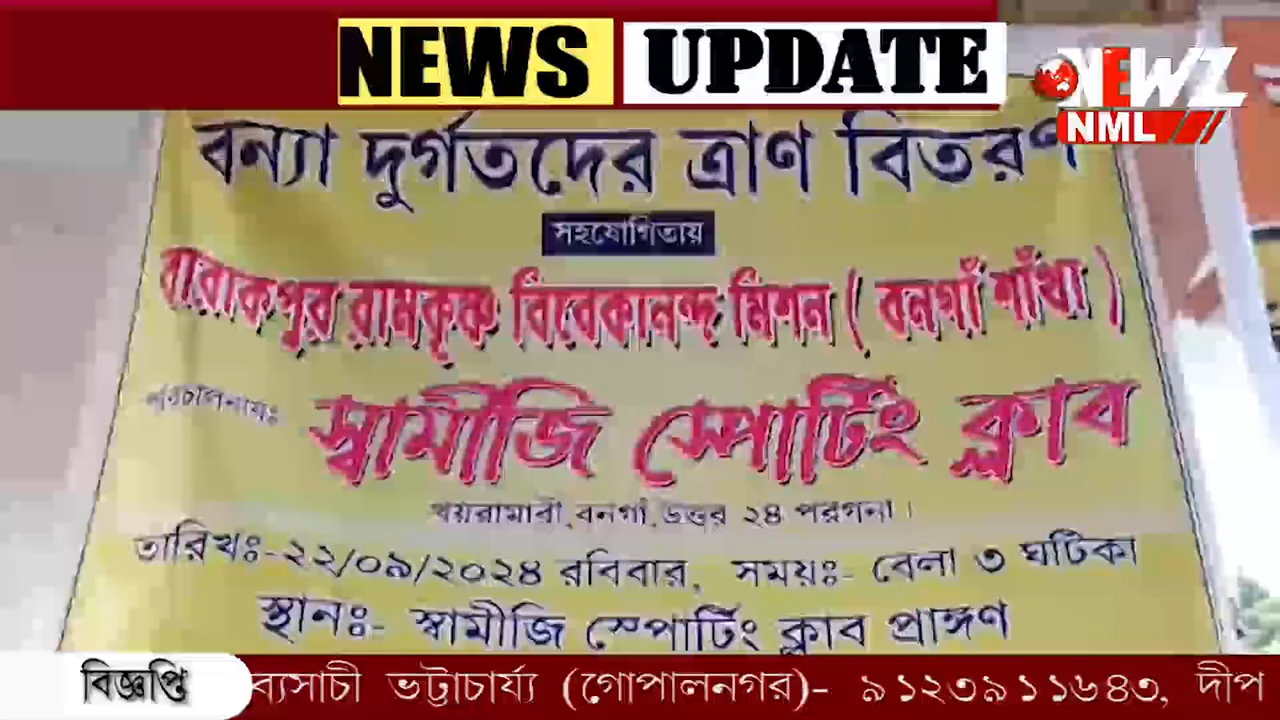 NEWS UPDATE
NEWZ
NML
বন্যা দুর্গতদের ত্রাণ বিতরণ
সহযোগিতায়
বারাকপুর রামকৃষ্ণ বিবেকানন্দ মিশন ( বনগাঁ শাঁখা )
পরিচালনায়ঃ
স্বামীজি স্পোর্টিং ক্লাব
খয়রামারী, বনগাঁ, উত্তর ২৪ পরগনা।
তারিখঃ-২২/০৯/২০২৪ রবিবার, সময়ঃ- বেলা ৩ ঘটিকা
স্থানঃ- স্বামীজি স্পোর্টিং ক্লাব প্রাঙ্গণ
বিজ্ঞপ্তি ব্যসাচী ভট্টাচার্য্য (গোপালনগর)- ৯১২৩৯১১৬৪৩, দীপ